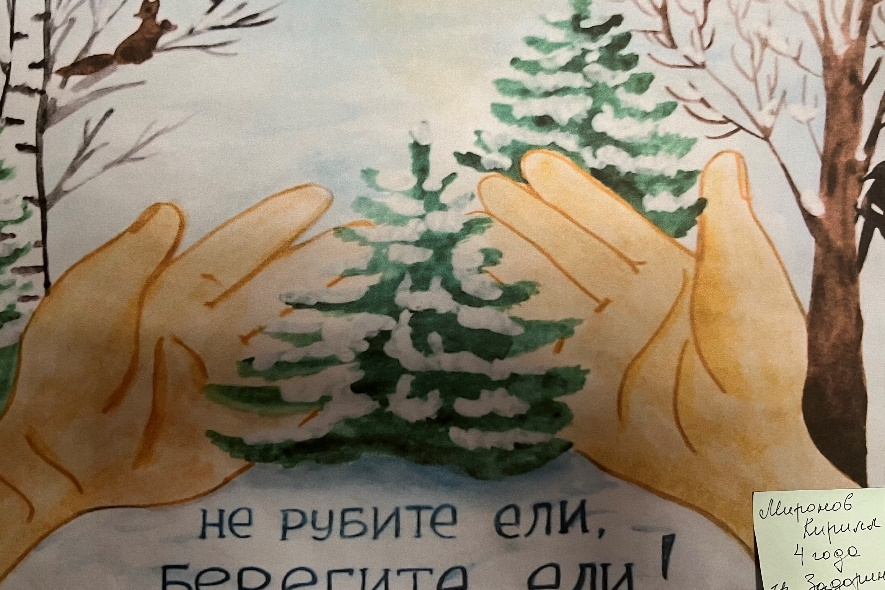 не рубите ели,
берегите ели!
Миронов
Кирилл
4 года